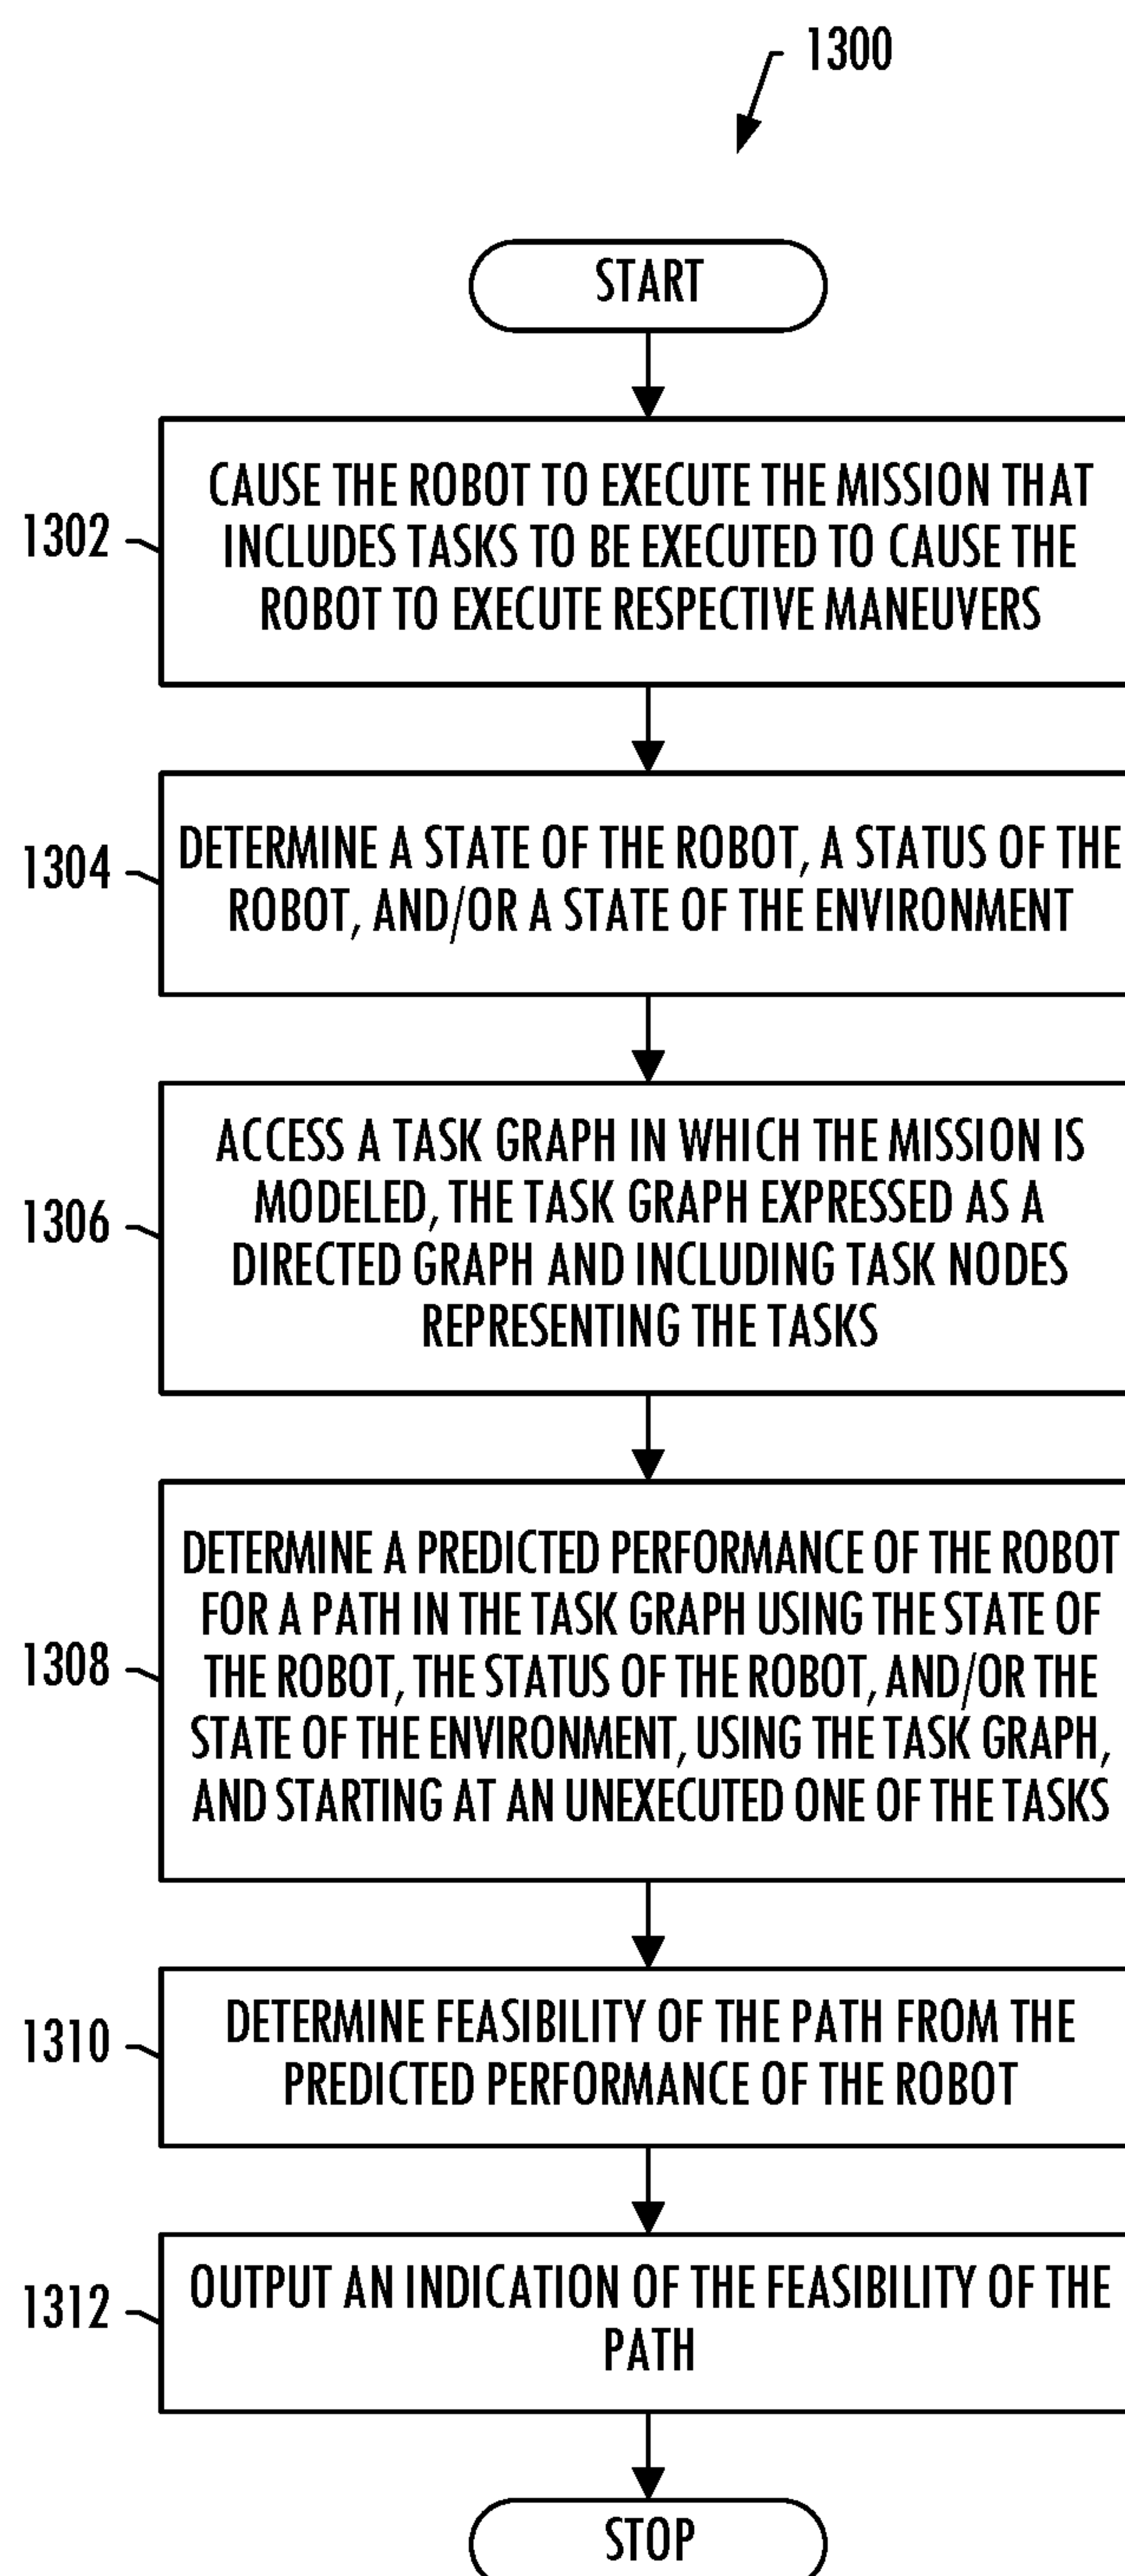 1300
START
1302
CAUSE THE ROBOT TO EXECUTE THE MISSION THAT
INCLUDES TASKS TO BE EXECUTED TO CAUSE THE
ROBOT TO EXECUTE RESPECTIVE MANEUVERS
1304
DETERMINE A STATE OF THE ROBOT, A STATUS OF THE
ROBOT, AND/OR A STATE OF THE ENVIRONMENT
1306
ACCESS A TASK GRAPH IN WHICH THE MISSION IS
MODELED, THE TASK GRAPH EXPRESSED AS A
DIRECTED GRAPH AND INCLUDING TASK NODES
REPRESENTING THE TASKS
1308
DETERMINE A PREDICTED PERFORMANCE OF THE ROBOT
FOR A PATH IN THE TASK GRAPH USING THE STATE OF
THE ROBOT, THE STATUS OF THE ROBOT, AND/OR THE
STATE OF THE ENVIRONMENT, USING THE TASK GRAPH,
AND STARTING AT AN UNEXECUTED ONE OF THE TASKS
1310
DETERMINE FEASIBILITY OF THE PATH FROM THE
PREDICTED PERFORMANCE OF THE ROBOT
1312
OUTPUT AN INDICATION OF THE FEASIBILITY OF THE
PATH
STOP